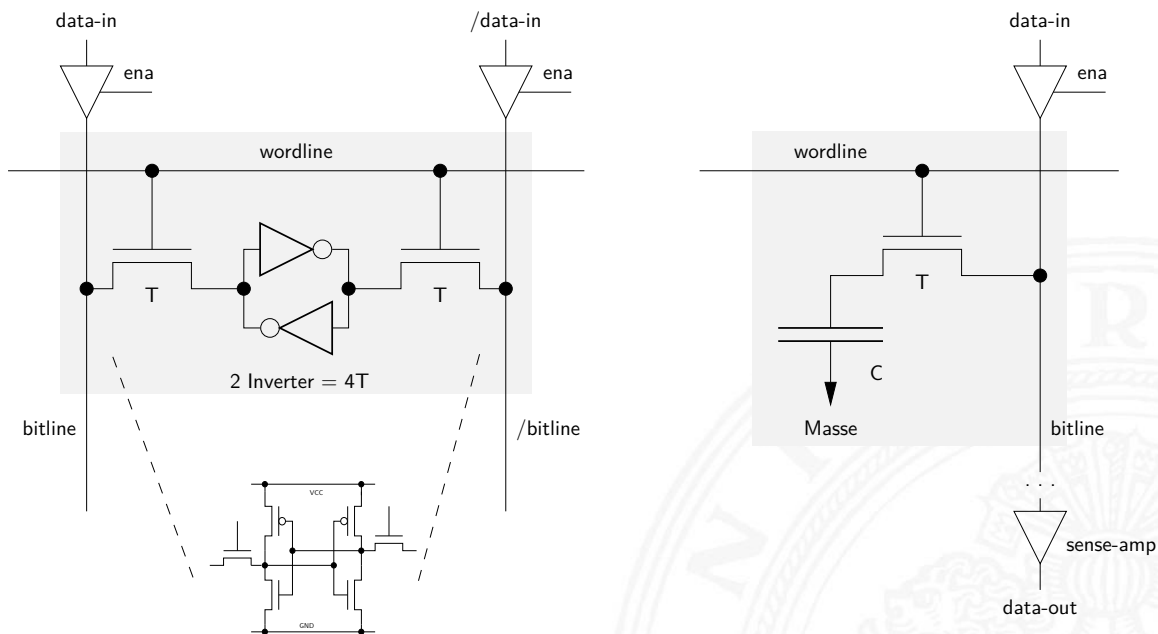 data-in
/data-in
data-in
ena
ena
ena
wordline
wordline
T
T
T
2 Inverter = 4T
C
bitline
/bitline
Masse
bitline
VCC
. . .
sense-amp
data-out
GND